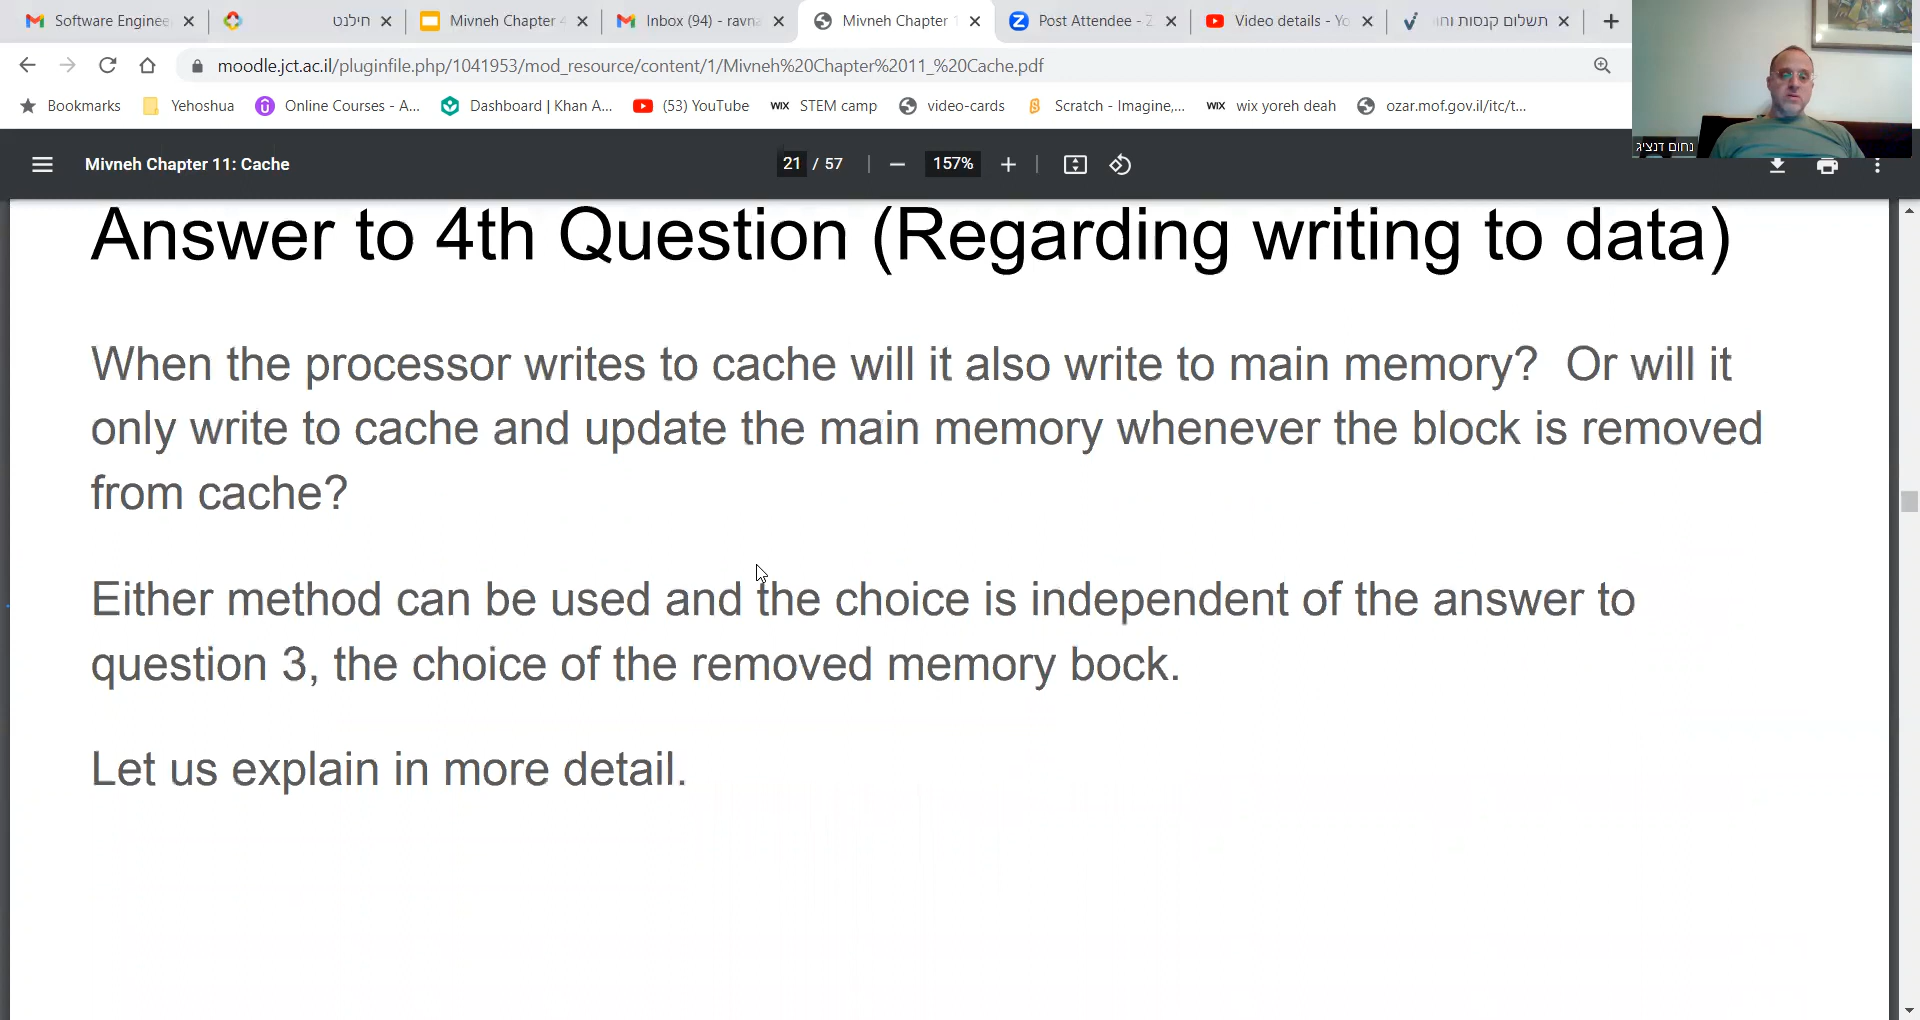 Software Enginee
חילנט
Mivneh Chapter 4
Inbox (94) - ravna
Mivneh Chapter 1
Post Attendee - Z
Video details - Yo
תשלום קנסות וחו
moodle.jct.ac.il/pluginfile.php/1041953/mod_resource/content/1/Mivneh%20Chapter%2011_%20Cache.pdf
Bookmarks
Yehoshua
Online Courses - A...
Dashboard | Khan A...
(53) YouTube
WIX STEM camp
video-cards
Scratch - Imagine,...
WIX wix yoreh deah
ozar.mof.gov.il/itc/t...
נחום דנציג
Mivneh Chapter 11: Cache
21 / 57
157%
Answer to 4th Question (Regarding writing to data)
When the processor writes to cache will it also write to main memory? Or will it
only write to cache and update the main memory whenever the block is removed
from cache?
Either method can be used and the choice is independent of the answer to
question 3, the choice of the removed memory bock.
Let us explain in more detail.